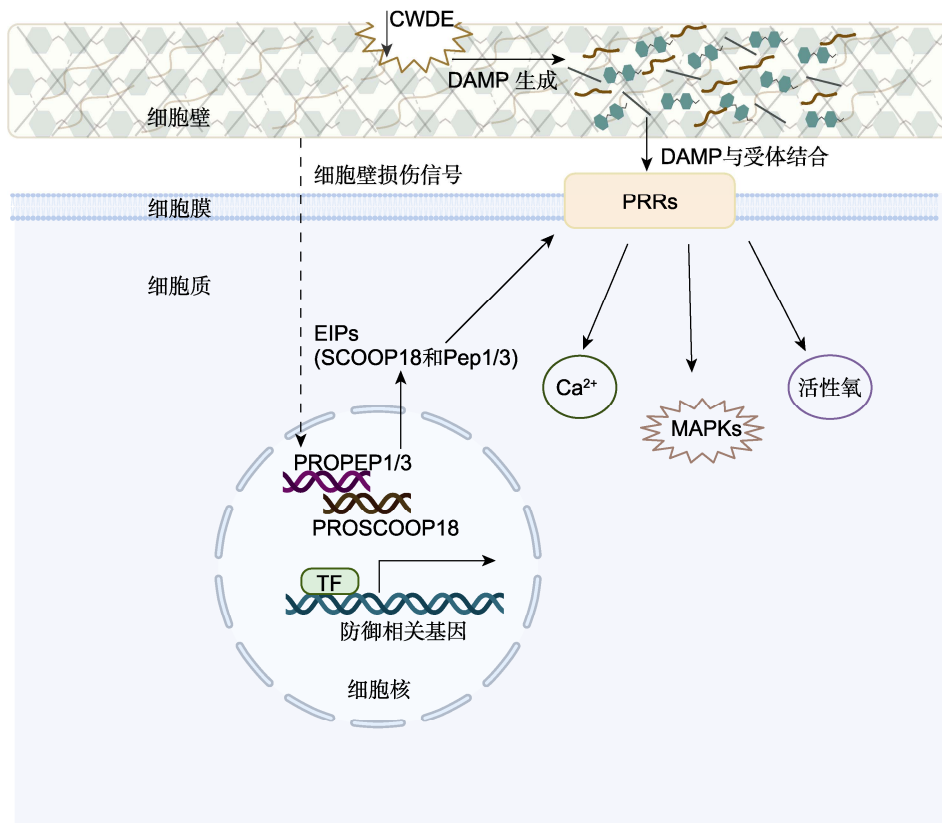 CWDE
DAMP 生成
细胞壁
DAMP与受体结合
细胞壁损伤信号
PRRs
细胞膜
细胞质
EIPs
(SCOOP18和Pep1/3)
Ca²⁺
活性氧
MAPKs
PROPEP1/3
PROSCOOP18
TF
防御相关基因
细胞核